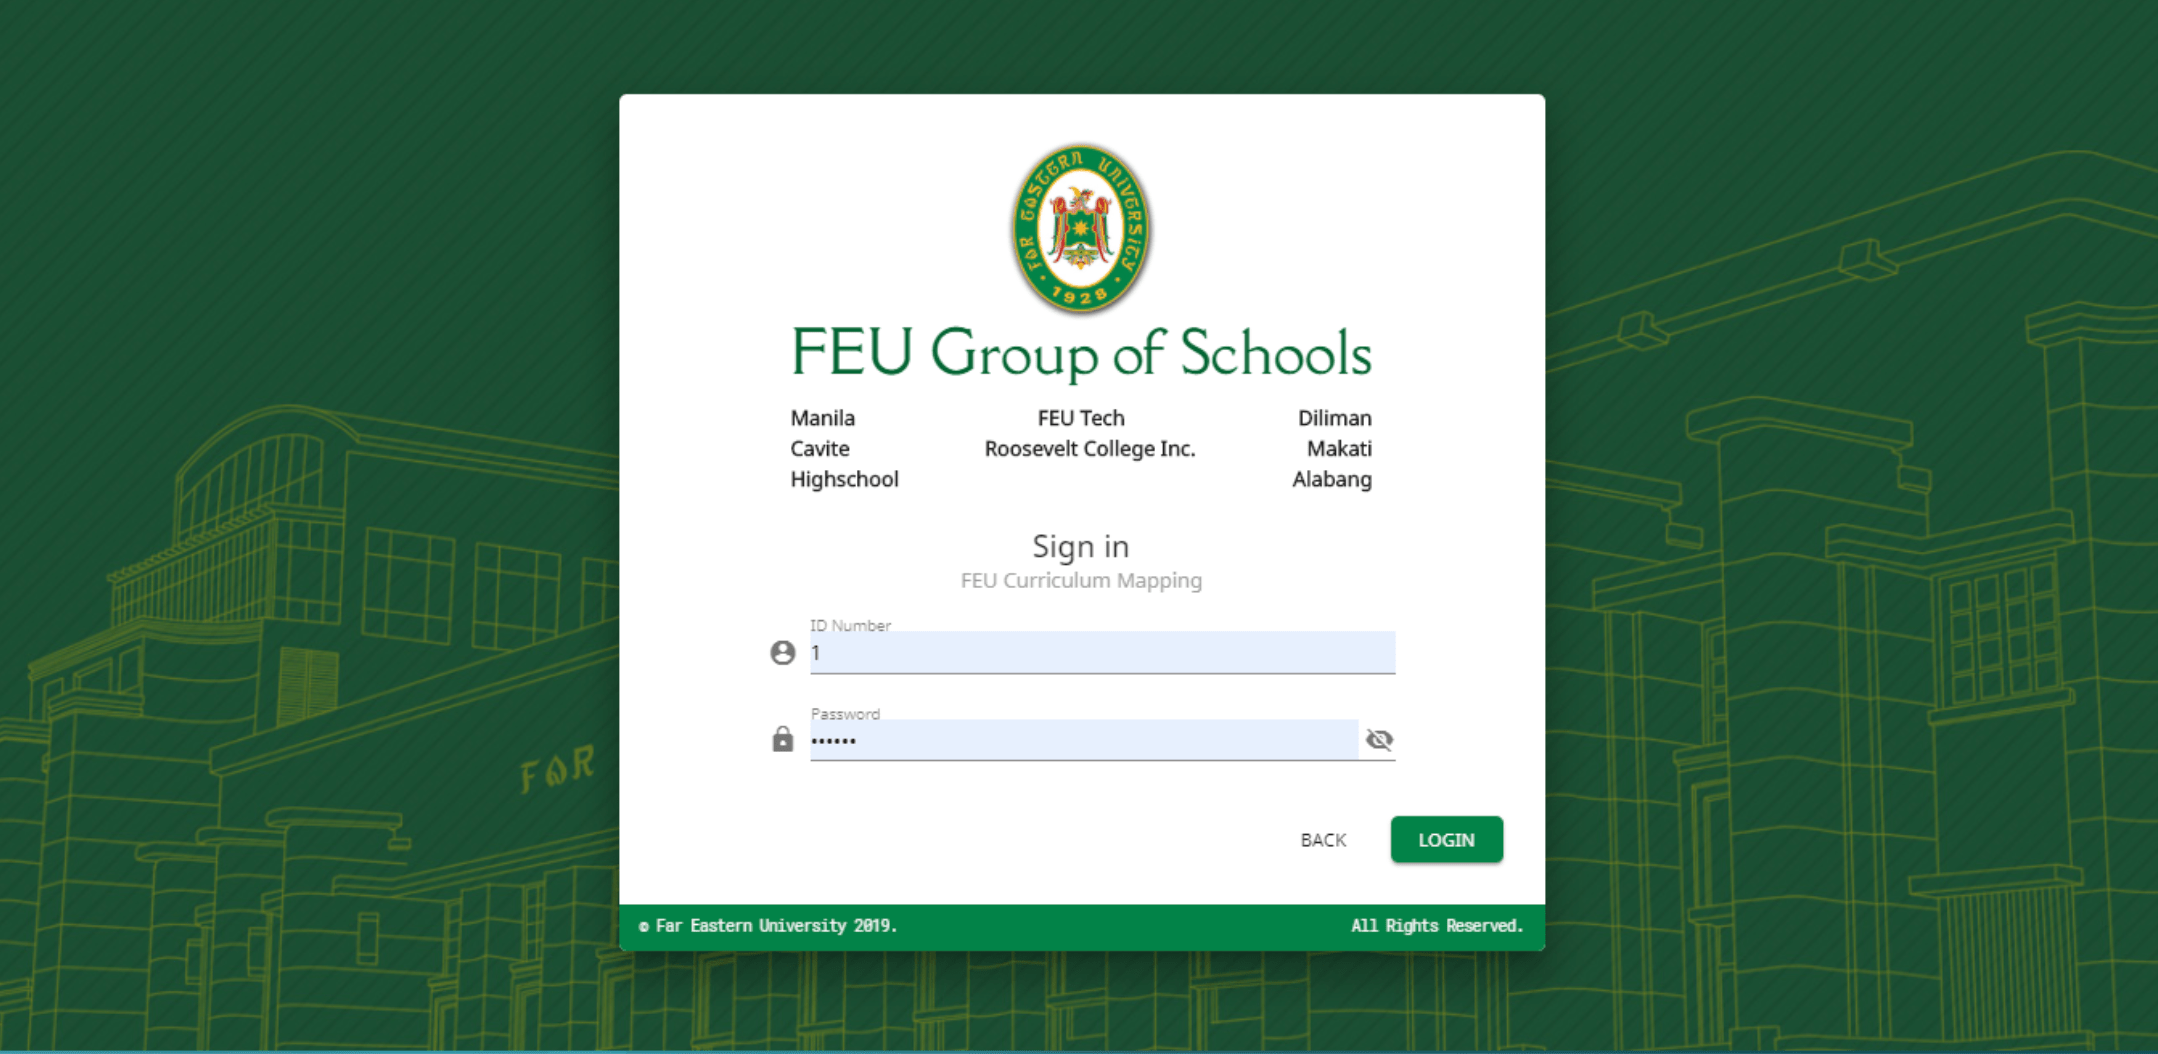 FAR EASTERN UNIVERSITY
1928
FEU Group of Schools
Manila FEU Tech Diliman
Cavite Roosevelt College Inc. Makati
Highschool Alabang
Sign in
FEU Curriculum Mapping
ID Number
1
Password
••••••
FAR
BACK LOGIN
© Far Eastern University 2019. All Rights Reserved.